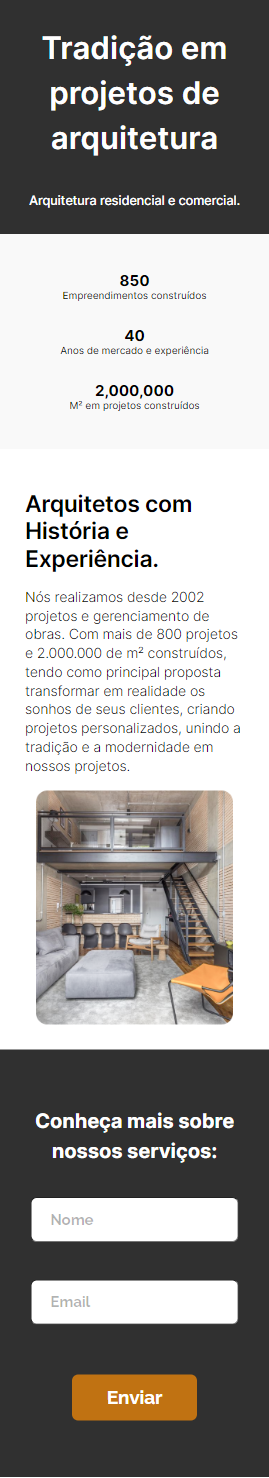 Tradição em
projetos de
arquitetura
Arquitetura residencial e comercial.
850
Empreendimentos construídos
40
Anos de mercado e experiência
2,000,000
M² em projetos construídos
Arquitetos com
História e
Experiência.
Nós realizamos desde 2002
projetos e gerenciamento de
obras. Com mais de 800 projetos
e 2.000.000 de m² construídos,
tendo como principal proposta
transformar em realidade os
sonhos de seus clientes, criando
projetos personalizados, unindo a
tradição e a modernidade em
nossos projetos.
Conheça mais sobre
nossos serviços:
Nome
Email
Enviar